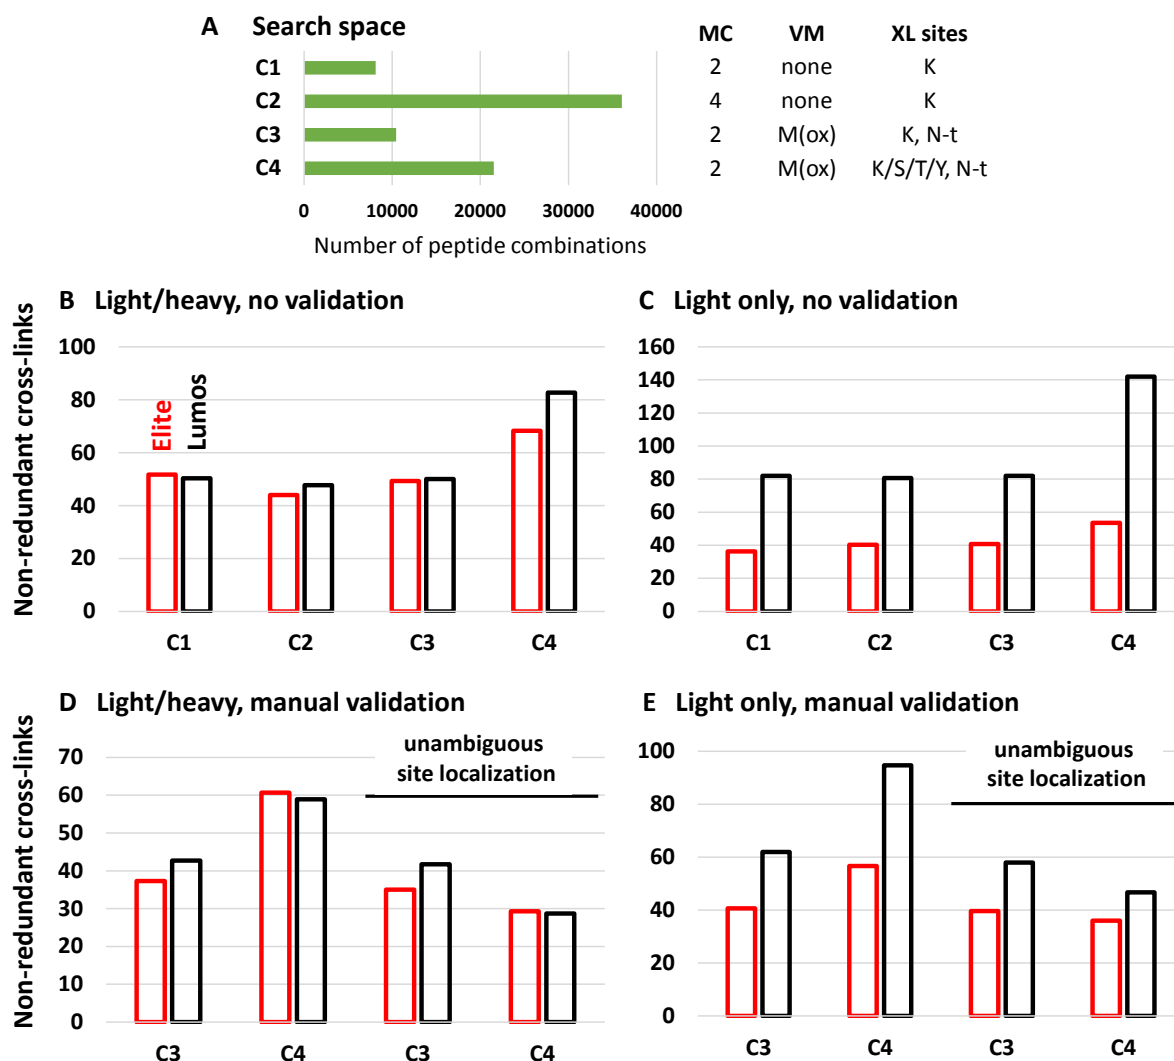 A Search space
MC VM XL sites
C1 2 none K
C2 4 none K
C3 2 M(ox) K, N-t
C4 2 M(ox) K/S/T/Y, N-t
0 10000 20000 30000 40000
Number of peptide combinations
B Light/heavy, no validation
Non-redundant cross-links
100
80
60
40
20
0
Elite
Lumos
C1 C2 C3 C4
C Light only, no validation
160
140
120
100
80
60
40
20
0
C1 C2 C3 C4
D Light/heavy, manual validation
Non-redundant cross-links
unambiguous
site localization
70
60
50
40
30
20
10
0
C3 C4 C3 C4
E Light only, manual validation
unambiguous
site localization
100
80
60
40
20
0
C3 C4 C3 C4